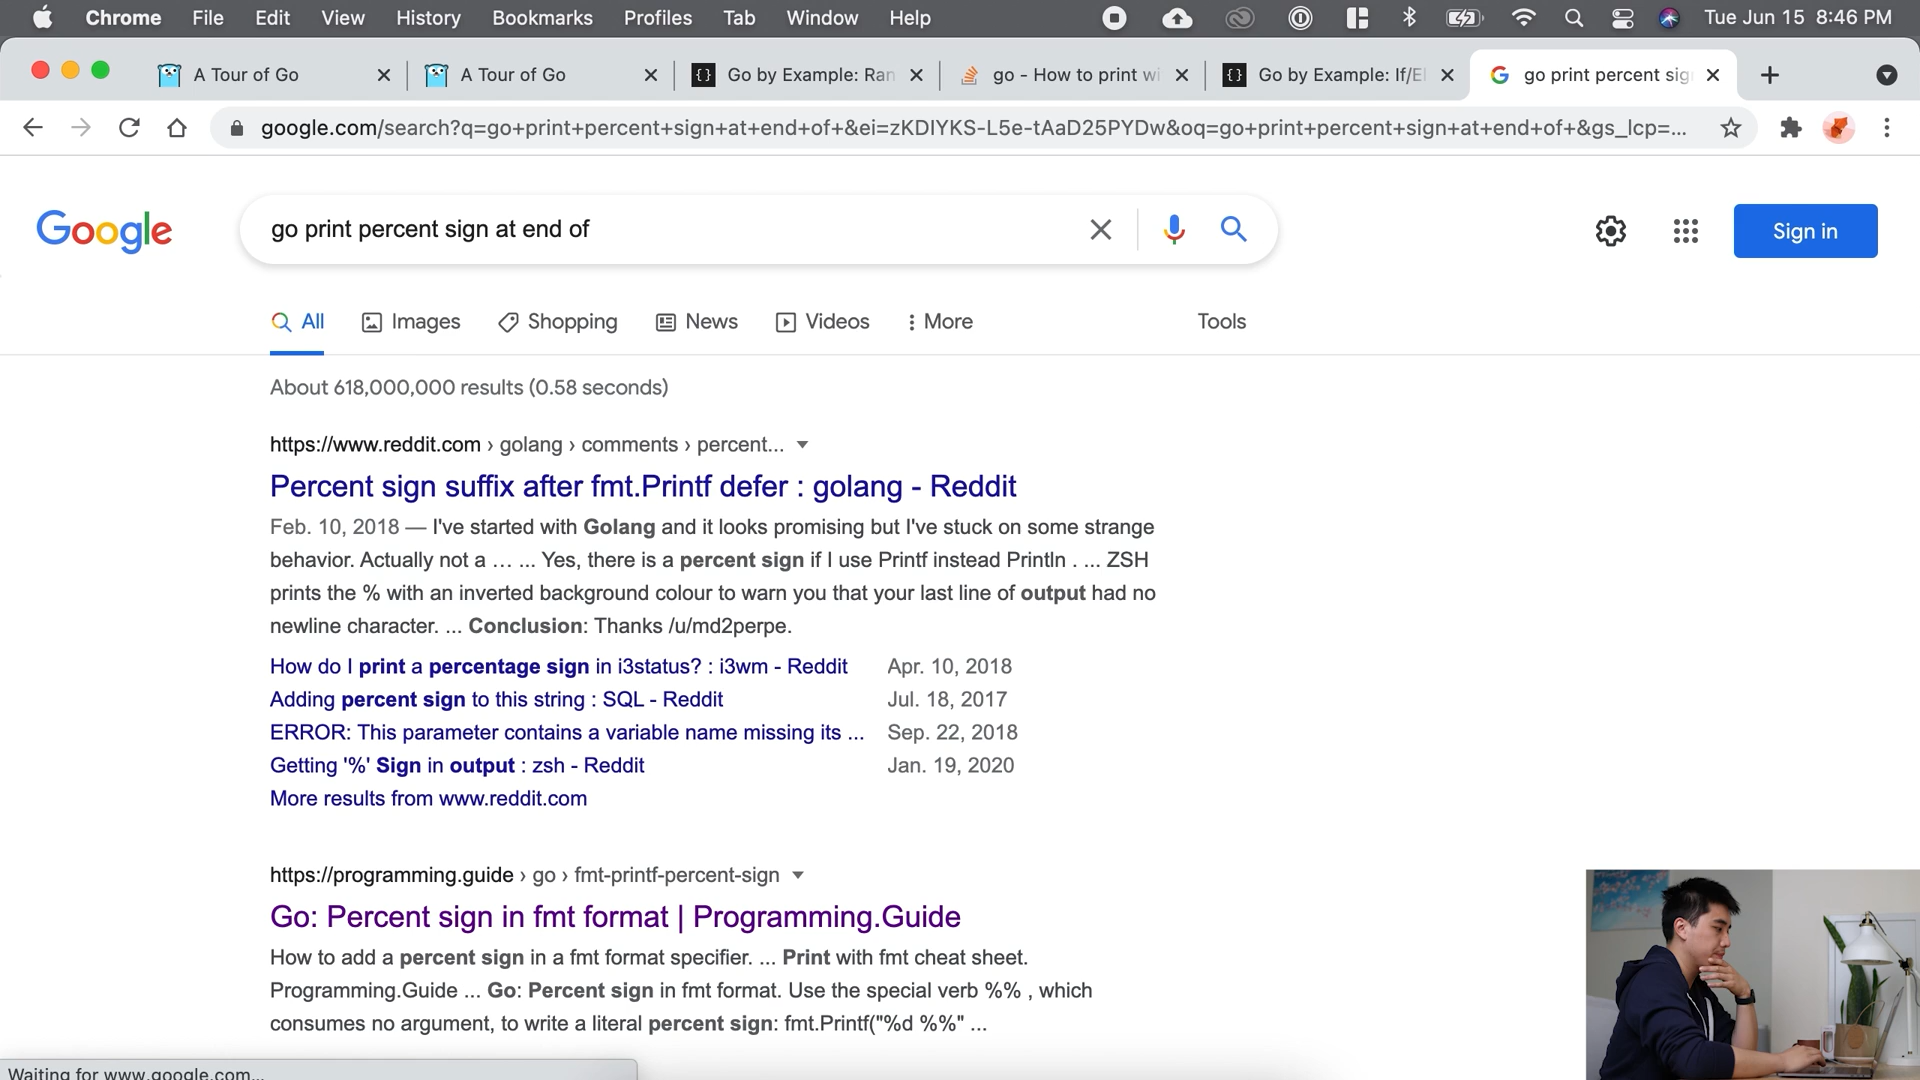 Chrome File Edit View History Bookmarks Profiles Tab Window Help Tue Jun 15 8:46 PM
A Tour of Go A Tour of Go Go by Example: Ran go - How to print wi Go by Example: If/El go print percent sig
google.com/search?q=go+print+percent+sign+at+end+of+&ei=zKDIYKS-L5e-tAaD25PYDw&oq=go+print+percent+sign+at+end+of+&gs_lcp=...
Google go print percent sign at end of Sign in
All Images Shopping News Videos More Tools
About 618,000,000 results (0.58 seconds)
https://www.reddit.com › golang › comments › percent...
Percent sign suffix after fmt.Printf defer : golang - Reddit
Feb. 10, 2018 — I've started with Golang and it looks promising but I've stuck on some strange
behavior. Actually not a ... ... Yes, there is a percent sign if I use Printf instead Println . ... ZSH
prints the % with an inverted background colour to warn you that your last line of output had no
newline character. ... Conclusion: Thanks /u/md2perpe.
How do I print a percentage sign in i3status? : i3wm - Reddit Apr. 10, 2018
Adding percent sign to this string : SQL - Reddit Jul. 18, 2017
ERROR: This parameter contains a variable name missing its ... Sep. 22, 2018
Getting '%' Sign in output : zsh - Reddit Jan. 19, 2020
More results from www.reddit.com
https://programming.guide › go › fmt-printf-percent-sign
Go: Percent sign in fmt format | Programming.Guide
How to add a percent sign in a fmt format specifier. ... Print with fmt cheat sheet.
Programming.Guide ... Go: Percent sign in fmt format. Use the special verb %% , which
consumes no argument, to write a literal percent sign: fmt.Printf("%d %%" ...
Waiting for www.google.com...